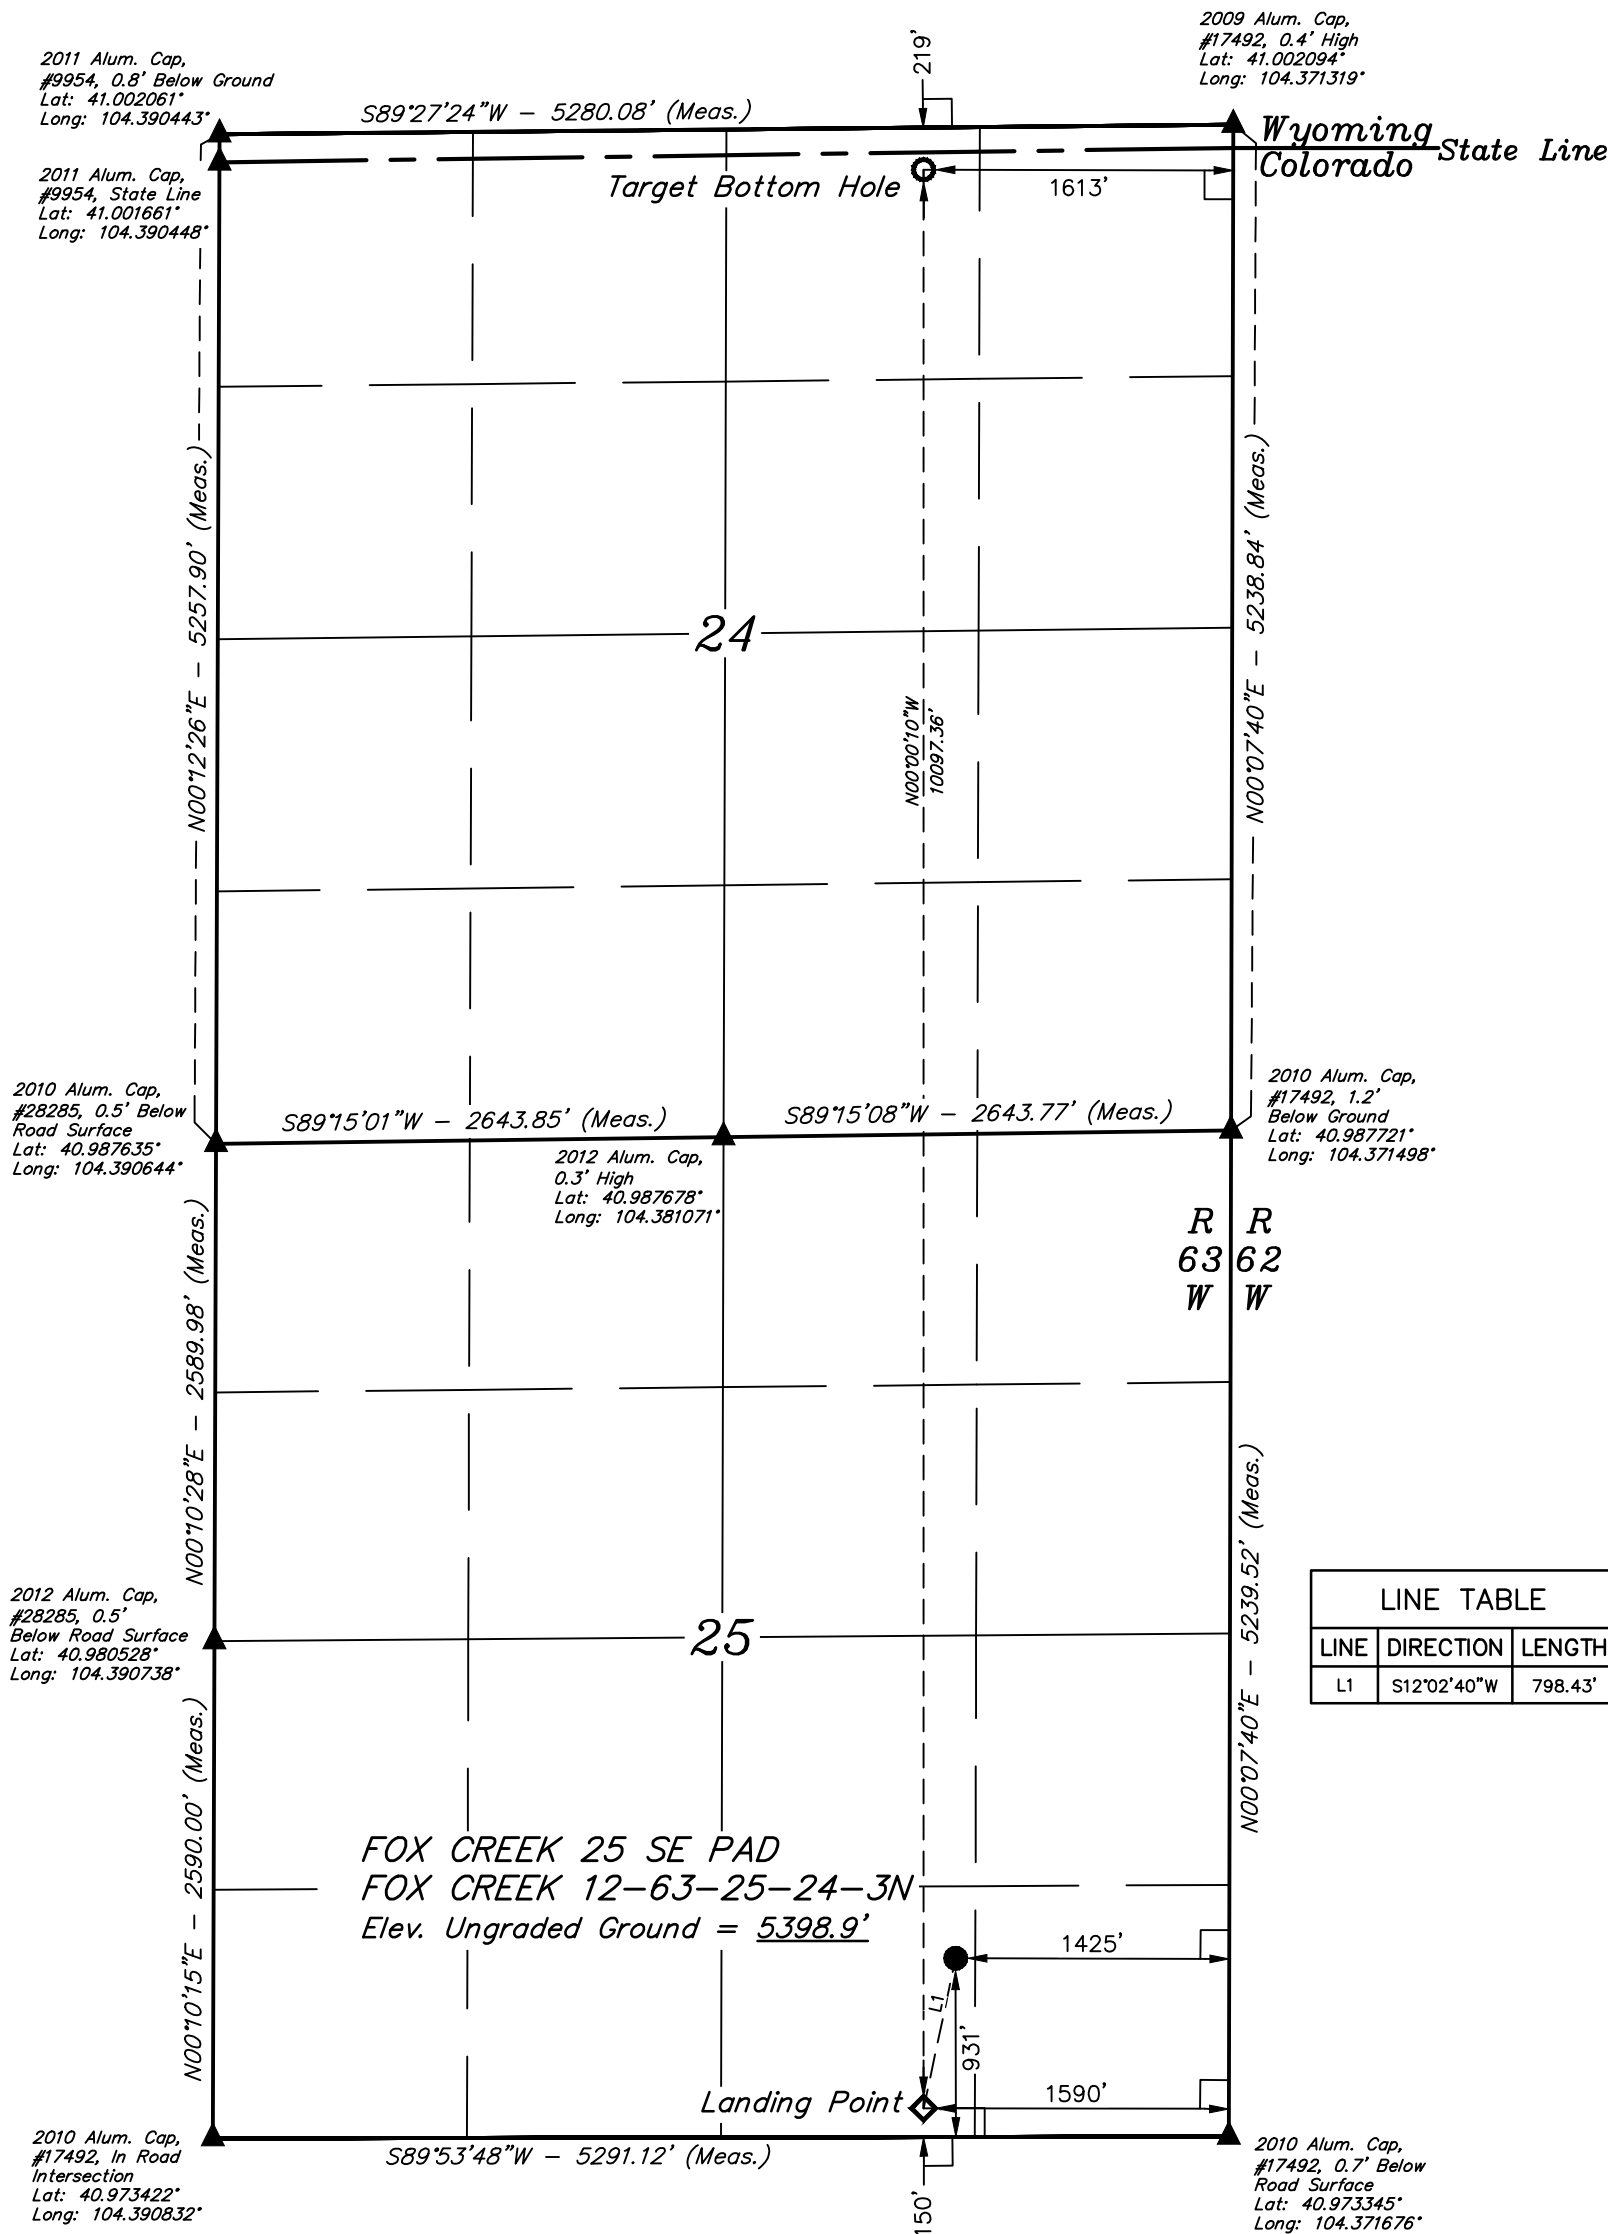 2009 Alum. Cap,
#17492, 0.4' High
Lat: 41.002094°
Long: 104.371319°
219'
2011 Alum. Cap,
#9954, 0.8' Below Ground
Lat: 41.002061°
Long: 104.390443°
S89°27'24"W - 5280.08' (Meas.)
Wyoming
Colorado
State Line
2011 Alum. Cap,
#9954, State Line
Lat: 41.001661°
Long: 104.390448°
Target Bottom Hole
1613'
N00°12'26"E - 5257.90' (Meas.)
N00°07'40"E - 5238.84' (Meas.)
24
N00°00'10"W
10097.36'
2010 Alum. Cap,
#28285, 0.5' Below
Road Surface
Lat: 40.987635°
Long: 104.390644°
S89°15'01"W - 2643.85' (Meas.)
S89°15'08"W - 2643.77' (Meas.)
2010 Alum. Cap,
#17492, 1.2'
Below Ground
Lat: 40.987721°
Long: 104.371498°
2012 Alum. Cap,
0.3' High
Lat: 40.987678°
Long: 104.381071°
R R
63 62
W W
N00°10'28"E - 2589.98' (Meas.)
N00°07'40"E - 5239.52' (Meas.)
2012 Alum. Cap,
#28285, 0.5'
Below Road Surface
Lat: 40.980528°
Long: 104.390738°
25
LINE TABLE
LINE DIRECTION LENGTH
L1 S12°02'40"W 798.43'
N00°10'15"E - 2590.00' (Meas.)
FOX CREEK 25 SE PAD
FOX CREEK 12-63-25-24-3N
Elev. Ungraded Ground = 5398.9'
1425'
L1
931'
Landing Point
1590'
2010 Alum. Cap,
#17492, In Road
Intersection
Lat: 40.973422°
Long: 104.390832°
S89°53'48"W - 5291.12' (Meas.)
150'
2010 Alum. Cap,
#17492, 0.7' Below
Road Surface
Lat: 40.973345°
Long: 104.371676°